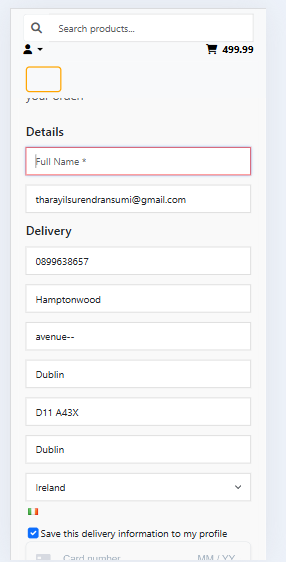 Search products...
499.99
your order.
Details
Full Name *
tharayilsurendransumi@gmail.com
Delivery
0899638657
Hamptonwood
avenue--
Dublin
D11 A43X
Dublin
Ireland
Save this delivery information to my profile
Card number
MM / YY